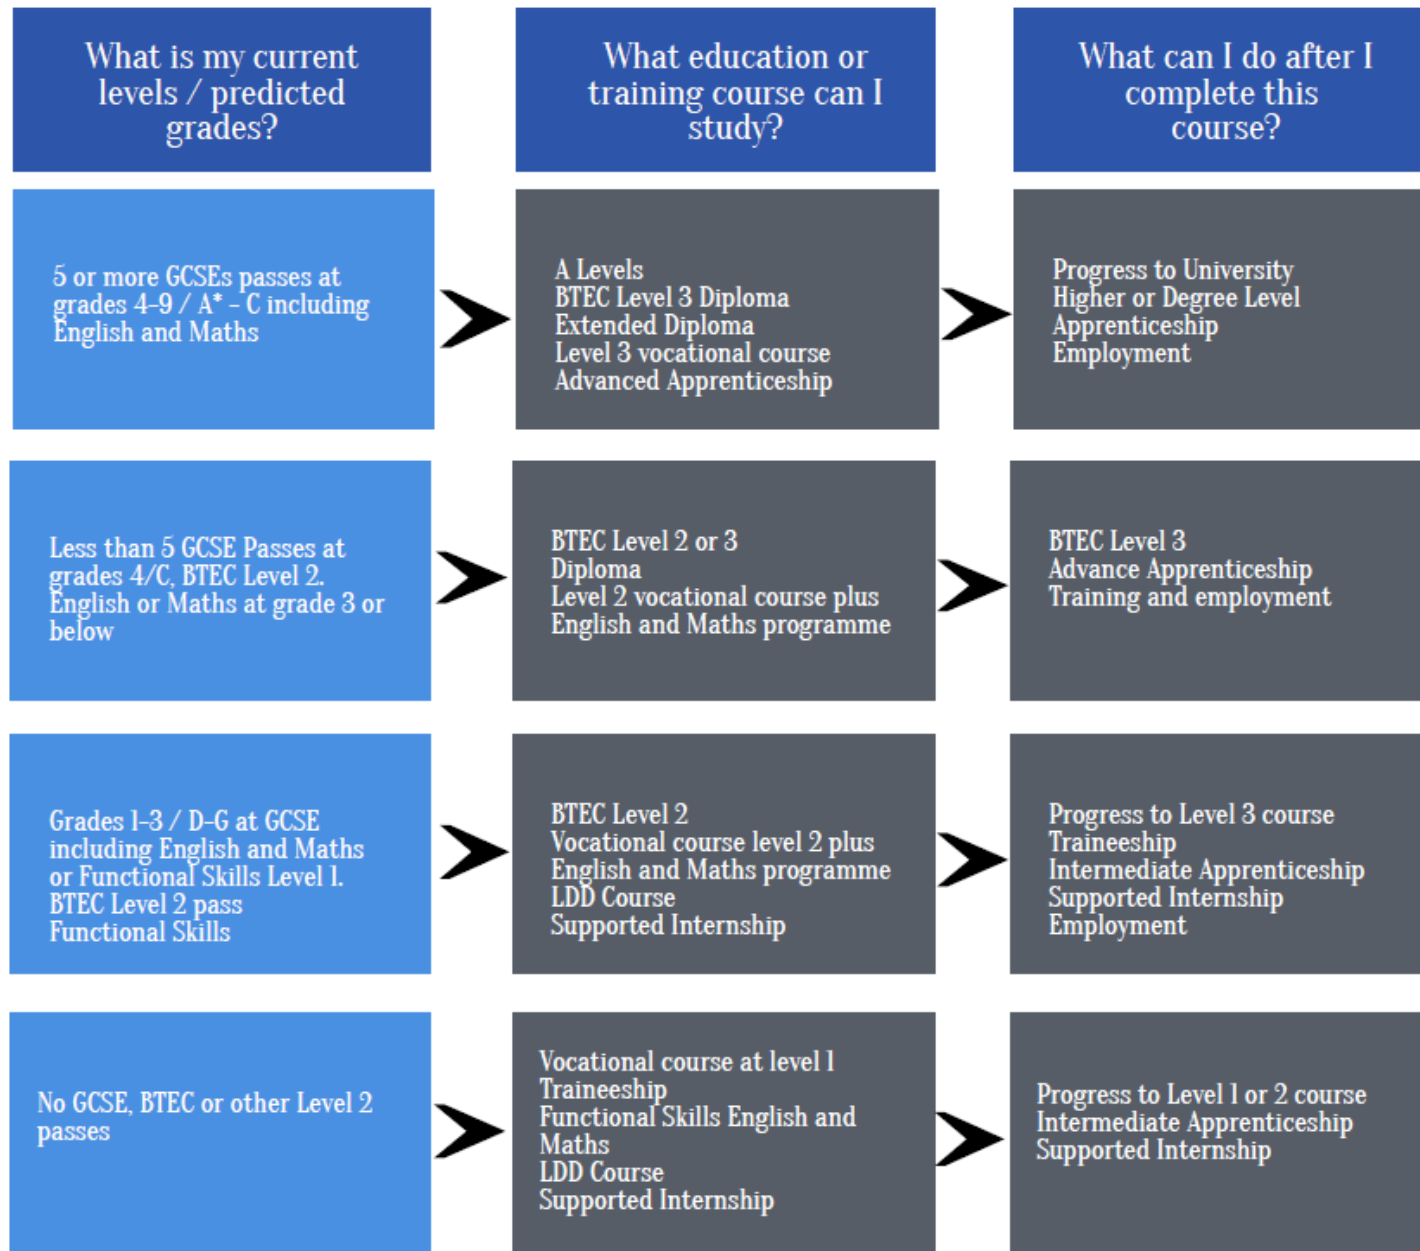 What is my current
levels / predicted
grades?
What education or
training course can I
study?
What can I do after I
complete this
course?
5 or more GCSEs passes at
grades 4-9 / A* - C including
English and Maths
A Levels
BTEC Level 3 Diploma
Extended Diploma
Level 3 vocational course
Advanced Apprenticeship
Progress to University
Higher or Degree Level
Apprenticeship
Employment
Less than 5 GCSE Passes at
grades 4/C, BTEC Level 2.
English or Maths at grade 3 or
below
BTEC Level 2 or 3
Diploma
Level 2 vocational course plus
English and Maths programme
BTEC Level 3
Advance Apprenticeship
Training and employment
Grades 1-3 / D-G at GCSE
including English and Maths
or Functional Skills Level 1.
BTEC Level 2 pass
Functional Skills
BTEC Level 2
Vocational course level 2 plus
English and Maths programme
LDD Course
Supported Internship
Progress to Level 3 course
Traineeship
Intermediate Apprenticeship
Supported Internship
Employment
No GCSE, BTEC or other Level 2
passes
Vocational course at level 1
Traineeship
Functional Skills English and
Maths
LDD Course
Supported Internship
Progress to Level 1 or 2 course
Intermediate Apprenticeship
Supported Internship